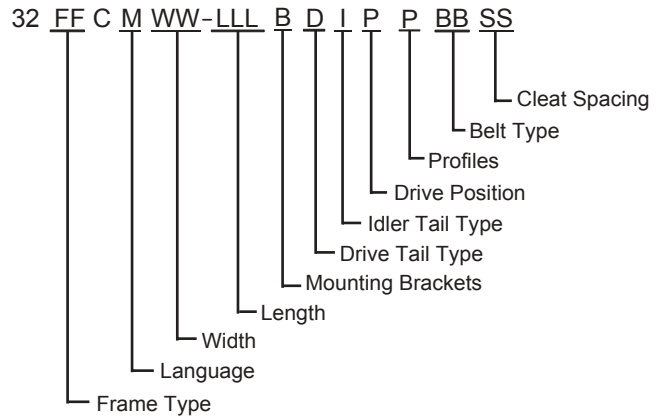 32 FF C M WW-LLL B D I P P BB SS
Cleat Spacing
Belt Type
Profiles
Drive Position
Idler Tail Type
Drive Tail Type
Mounting Brackets
Length
Width
Language
Frame Type